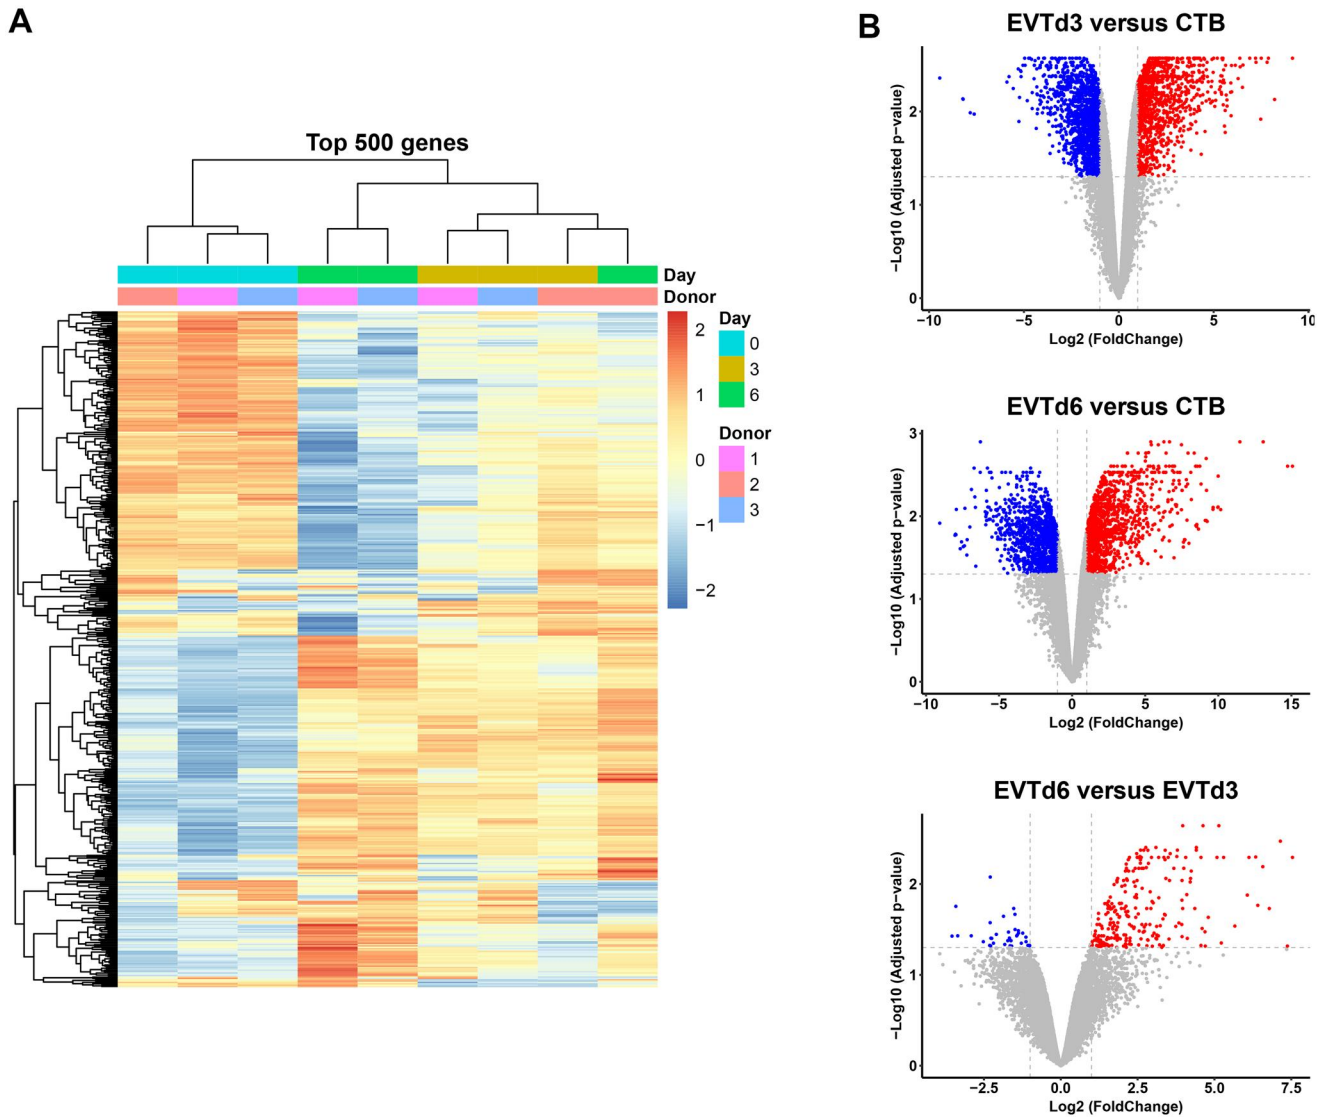 A
Top 500 genes
Day
Donor
2
1
0
−1
−2
Day
0
3
6
Donor
1
2
3
B
EVTd3 versus CTB
−Log10 (Adjusted p−value)
2
1
0
−10
−5
0
5
10
Log2 (FoldChange)
EVTd6 versus CTB
−Log10 (Adjusted p−value)
3
2
1
0
−10
−5
0
5
10
15
Log2 (FoldChange)
EVTd6 versus EVTd3
−Log10 (Adjusted p−value)
2
1
0
−2.5
0.0
2.5
5.0
7.5
Log2 (FoldChange)